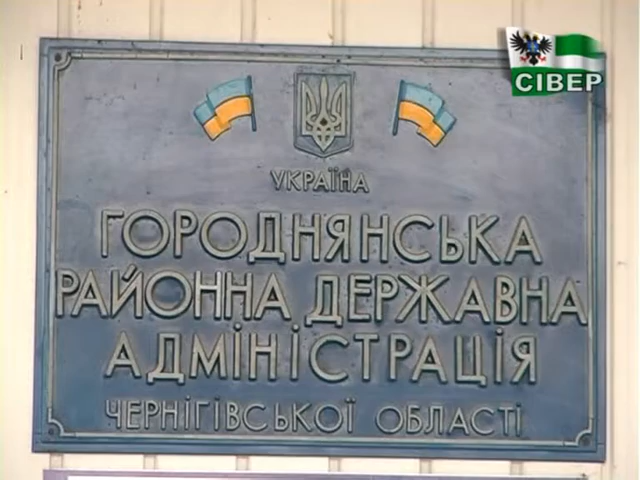 СІВЕР
УКРАЇНА
ГОРОДНЯНСЬКА
РАЙОННА ДЕРЖАВНА
АДМІНІСТРАЦІЯ
ЧЕРНІГІВСЬКОЇ ОБЛАСТІ